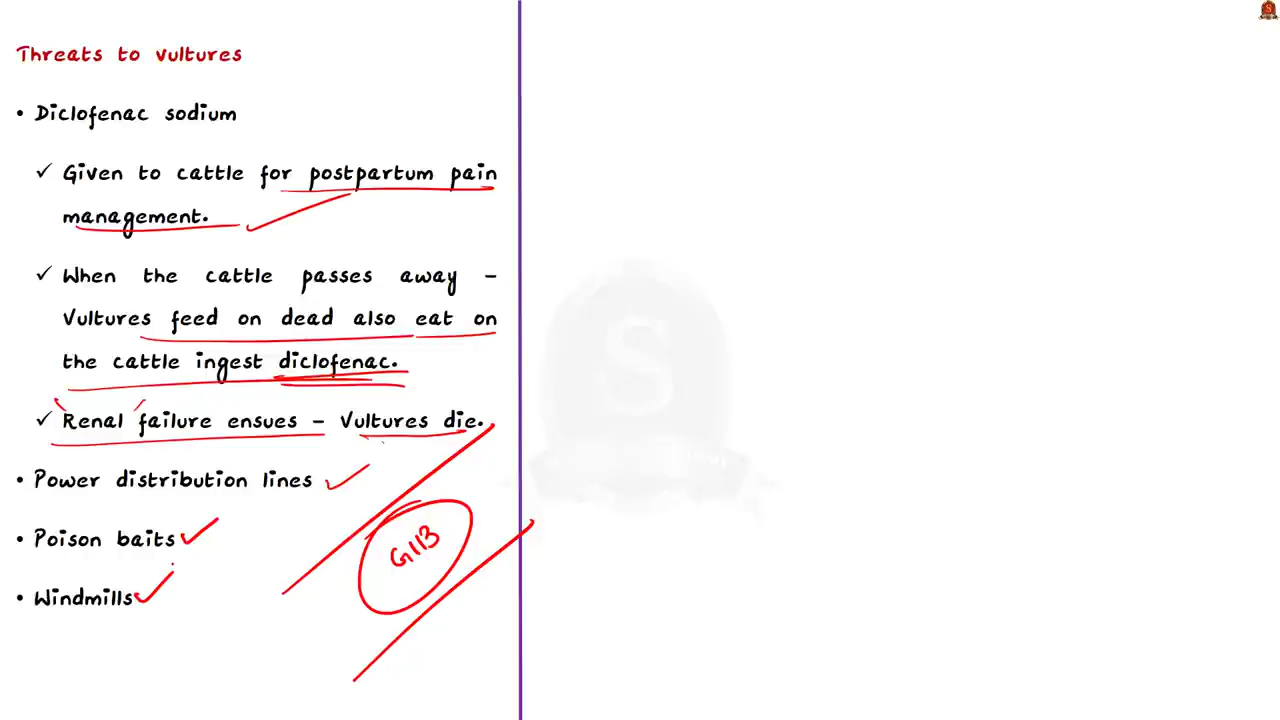 Threats to Vultures
• Diclofenac sodium
✓ Given to cattle for postpartum pain
management.
✓ When the cattle passes away –
Vultures feed on dead also eat on
the cattle ingest diclofenac.
✓ Renal failure ensues – Vultures die.
• Power distribution lines
• Poison baits
• Windmills
S